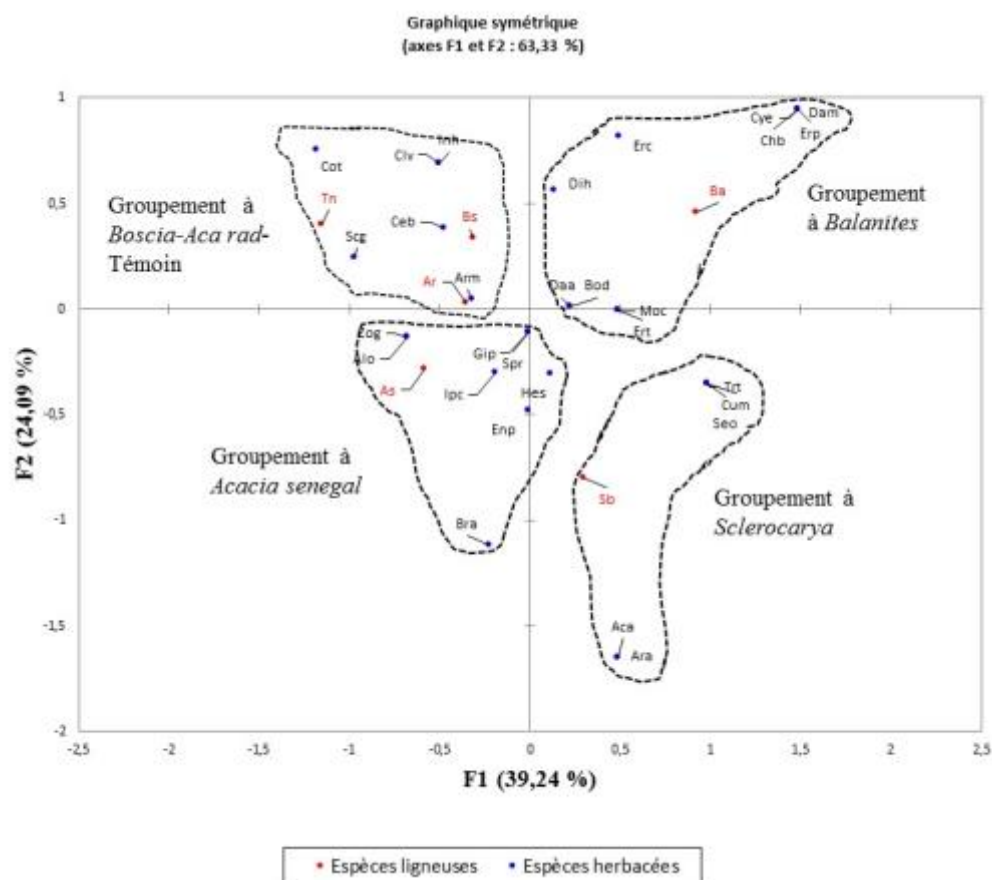 Graphique symétrique
(axes F1 et F2 : 63,33 %)
1
0,5
0
-0,5
-1
-1,5
-2
F2 (24,09 %)
Cot
Clv
Inh
Tn
Scg
Ceb
Bs
Ar
Arm
Groupement à
Boscia-Aca rad-
Témoin
Cye
Dam
Chb
Erp
Erc
Dih
Ba
Daa
Bod
Moc
Ert
Groupement
à Balanites
Zog
Alo
As
Gip
Spr
Ipc
Hes
Enp
Bra
Groupement à
Acacia senegal
Trt
Cum
Seo
Sb
Aca
Ara
Groupement à
Sclerocarya
-2,5 -2 -1,5 -1 -0,5 0 0,5 1 1,5 2 2,5
F1 (39,24 %)
Espèces ligneuses Espèces herbacées